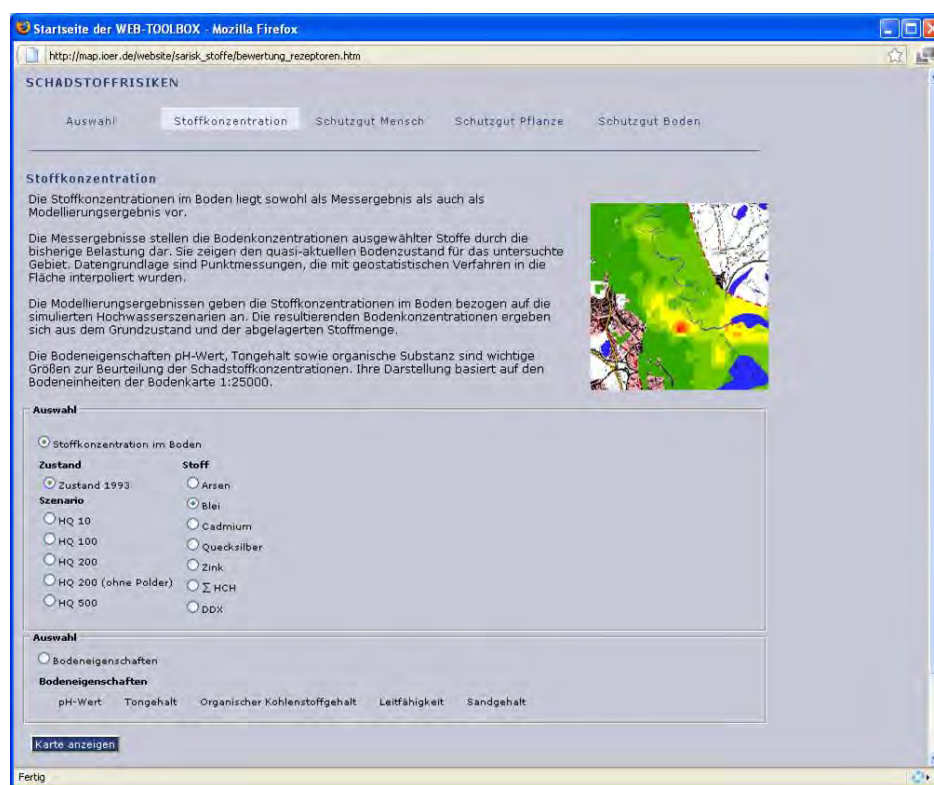 Startseite der WEB-TOOLBOX - Mozilla Firefox
http://map.ioer.de/website/sarisk_stoffe/bewertung_rezeptoren.htm
SCHADSTOFFRISIKEN
Auswahl Stoffkonzentration Schutzgut Mensch Schutzgut Pflanze Schutzgut Boden
Stoffkonzentration
Die Stoffkonzentrationen im Boden liegt sowohl als Messergebnis als auch als
Modellierungsergebnis vor.
Die Messergebnisse stellen die Bodenkonzentrationen ausgewählter Stoffe durch die
bisherige Belastung dar. Sie zeigen den quasi-aktuellen Bodenzustand für das untersuchte
Gebiet. Datengrundlage sind Punktmessungen, die mit geostatistischen Verfahren in die
Fläche interpoliert wurden.
Die Modellierungsergebnissen geben die Stoffkonzentrationen im Boden bezogen auf die
simulierten Hochwasserszenarien an. Die resultierenden Bodenkonzentrationen ergeben
sich aus dem Grundzustand und der abgelagerten Stoffmenge.
Die Bodeneigenschaften pH-Wert, Tongehalt sowie organische Substanz sind wichtige
Größen zur Beurteilung der Schadstoffkonzentrationen. Ihre Darstellung basiert auf den
Bodeneinheiten der Bodenkarte 1:25000.
Auswahl
Stoffkonzentration im Boden
Zustand Stoff
Zustand 1993 Arsen
Szenario Blei
HQ 10 Cadmium
HQ 100 Quecksilber
HQ 200 Zink
HQ 200 (ohne Polder) ∑ HCH
HQ 500 DDX
Auswahl
Bodeneigenschaften
Bodeneigenschaften
pH-Wert Tongehalt Organischer Kohlenstoffgehalt Leitfähigkeit Sandgehalt
Karte anzeigen
Fertig